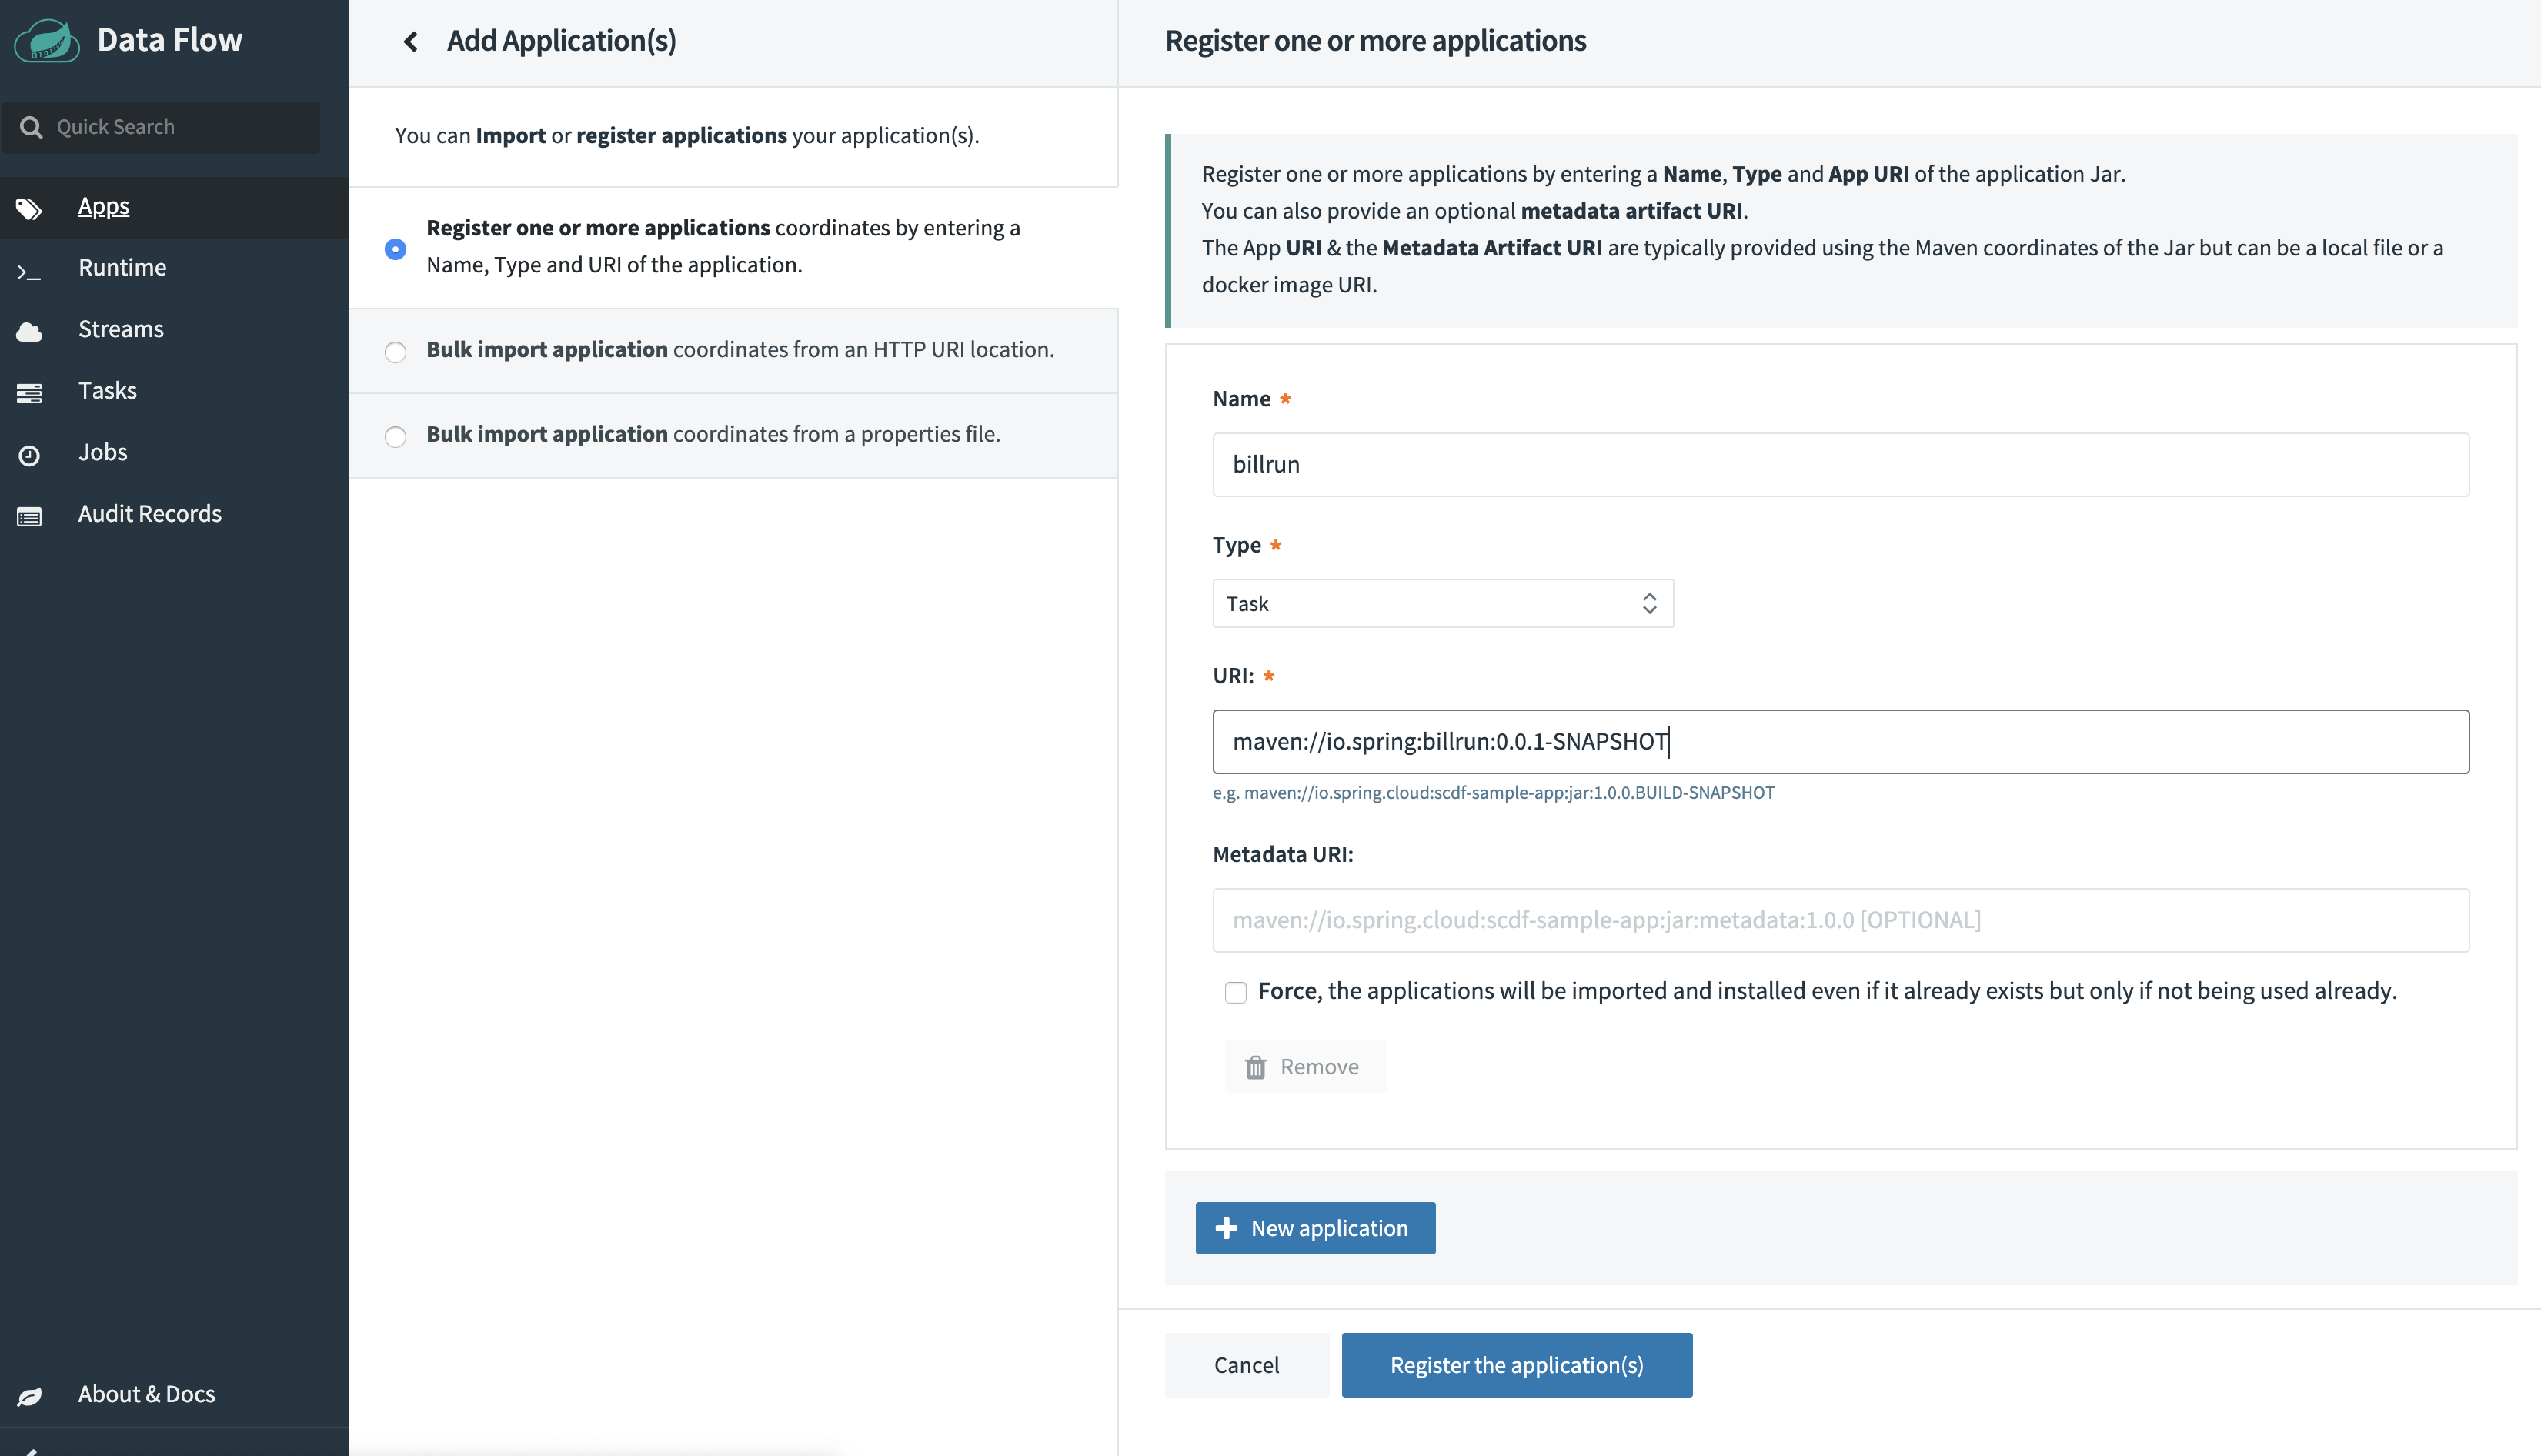 Data Flow
Quick Search
Apps
Runtime
Streams
Tasks
Jobs
Audit Records
About & Docs
Add Application(s)
You can Import or register applications your application(s).
Register one or more applications coordinates by entering a
Name, Type and URI of the application.
Bulk import application coordinates from an HTTP URI location.
Bulk import application coordinates from a properties file.
Register one or more applications
Register one or more applications by entering a Name, Type and App URI of the application Jar.
You can also provide an optional metadata artifact URI.
The App URI & the Metadata Artifact URI are typically provided using the Maven coordinates of the Jar but can be a local file or a
docker image URI.
Name *
billrun
Type *
Task
URI: *
maven://io.spring:billrun:0.0.1-SNAPSHOT
e.g. maven://io.spring.cloud:scdf-sample-app:jar:1.0.0.BUILD-SNAPSHOT
Metadata URI:
maven://io.spring.cloud:scdf-sample-app:jar:metadata:1.0.0 [OPTIONAL]
Force, the applications will be imported and installed even if it already exists but only if not being used already.
Remove
New application
Cancel
Register the application(s)